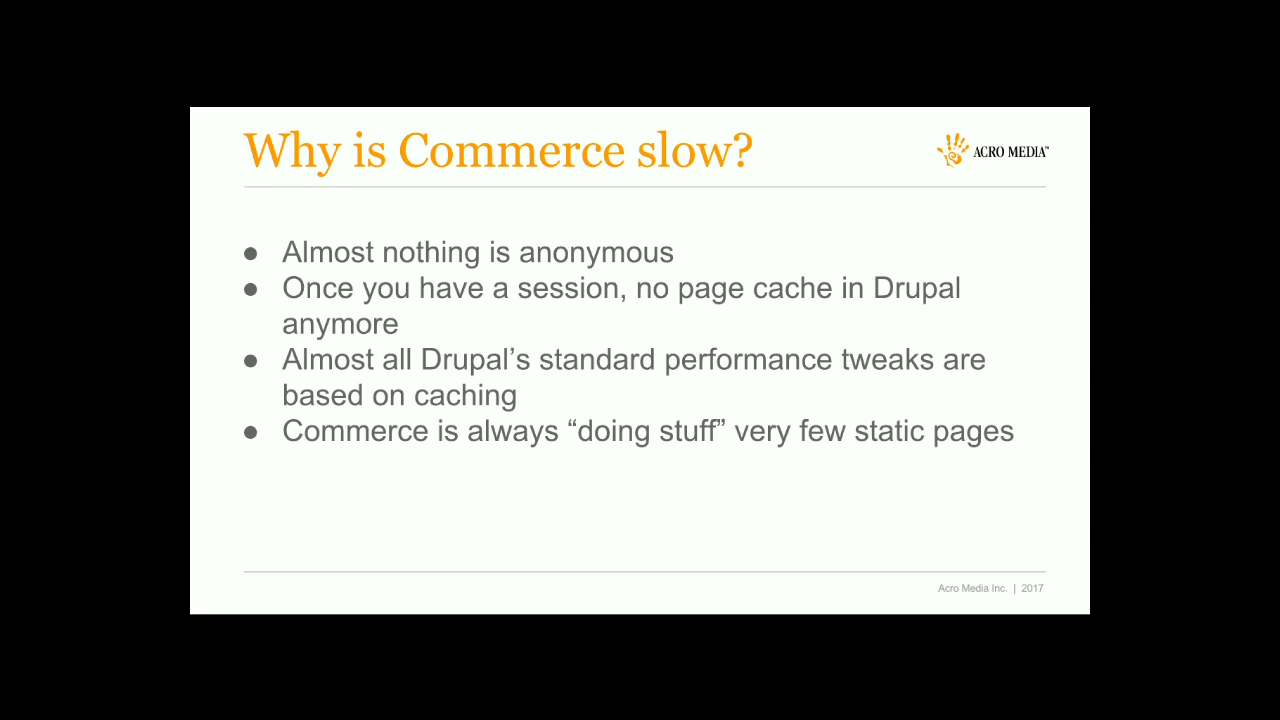 Why is Commerce slow?
ACRO MEDIA™
● Almost nothing is anonymous
● Once you have a session, no page cache in Drupal
anymore
● Almost all Drupal’s standard performance tweaks are
based on caching
● Commerce is always “doing stuff” very few static pages
Acro Media Inc. | 2017